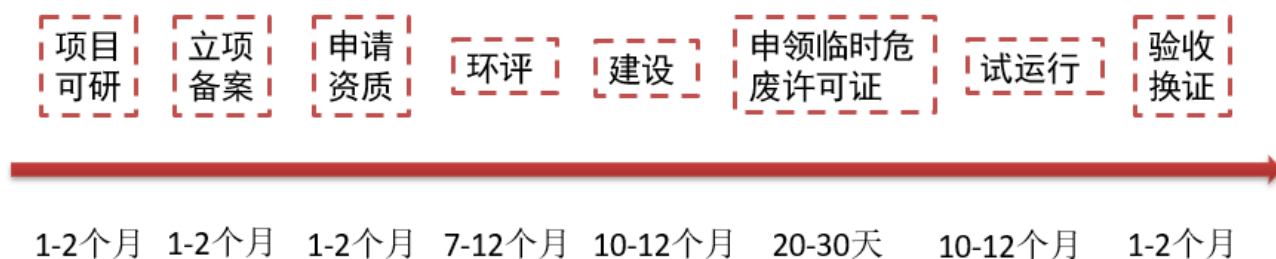 项目
可研
立项
备案
申请
资质
环评
建设
申领临时危
废许可证
试运行
验收
换证
1-2个月
1-2个月
1-2个月
7-12个月
10-12个月
20-30天
10-12个月
1-2个月